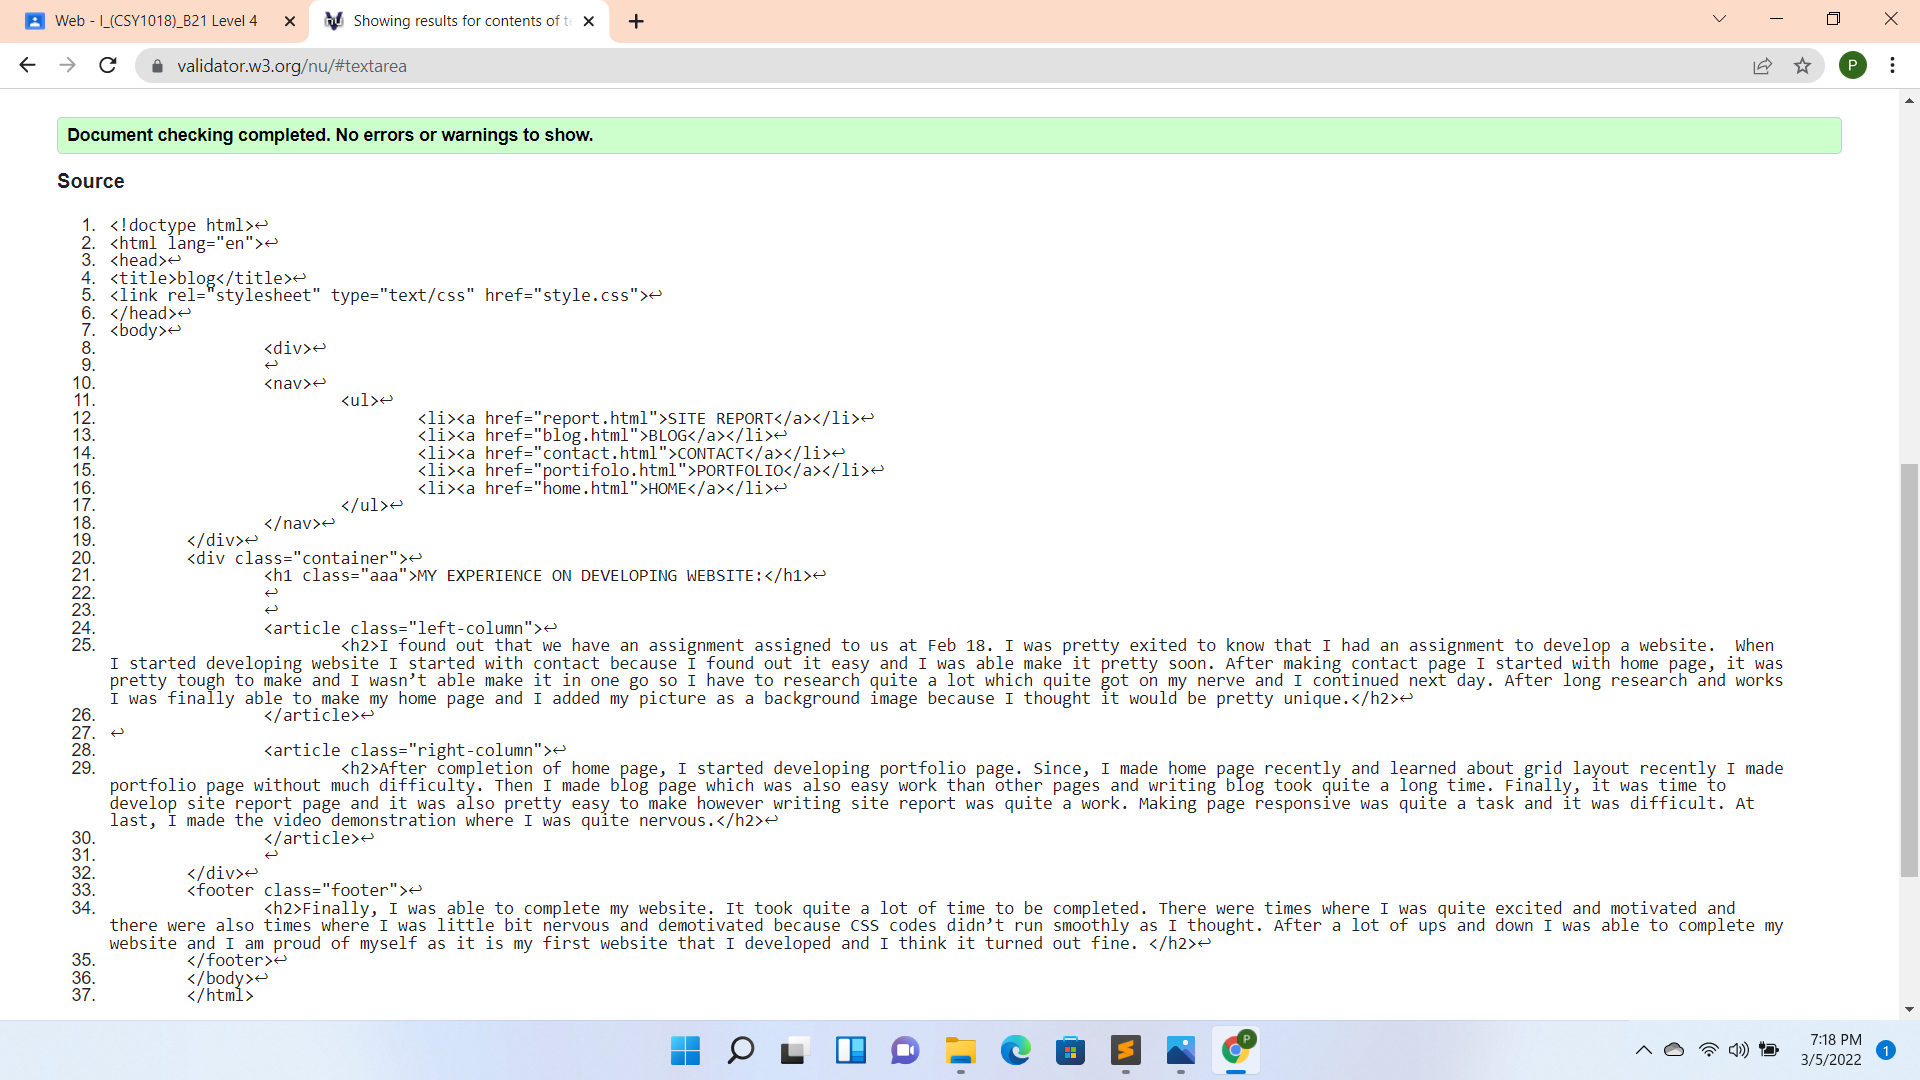 Web - I_(CSY1018)_B21 Level 4
Showing results for contents of t
validator.w3.org/nu/#textarea
P
Document checking completed. No errors or warnings to show.
Source
1. <!doctype html>↩
2. <html lang="en">↩
3. <head>↩
4. <title>blog</title>↩
5. <link rel="stylesheet" type="text/css" href="style.css">↩
6. </head>↩
7. <body>↩
8. <div>↩
9. ↩
10. <nav>↩
11. <ul>↩
12. <li><a href="report.html">SITE REPORT</a></li>↩
13. <li><a href="blog.html">BLOG</a></li>↩
14. <li><a href="contact.html">CONTACT</a></li>↩
15. <li><a href="portifolo.html">PORTFOLIO</a></li>↩
16. <li><a href="home.html">HOME</a></li>↩
17. </ul>↩
18. </nav>↩
19. </div>↩
20. <div class="container">↩
21. <h1 class="aaa">MY EXPERIENCE ON DEVELOPING WEBSITE:</h1>↩
22. ↩
23. ↩
24. <article class="left-column">↩
25. <h2>I found out that we have an assignment assigned to us at Feb 18. I was pretty exited to know that I had an assignment to develop a website.  When
I started developing website I started with contact because I found out it easy and I was able make it pretty soon. After making contact page I started with home page, it was
pretty tough to make and I wasn’t able make it in one go so I have to research quite a lot which quite got on my nerve and I continued next day. After long research and works
I was finally able to make my home page and I added my picture as a background image because I thought it would be pretty unique.</h2>↩
26. </article>↩
27. ↩
28. <article class="right-column">↩
29. <h2>After completion of home page, I started developing portfolio page. Since, I made home page recently and learned about grid layout recently I made
portfolio page without much difficulty. Then I made blog page which was also easy work than other pages and writing blog took quite a long time. Finally, it was time to
develop site report page and it was also pretty easy to make however writing site report was quite a work. Making page responsive was quite a task and it was difficult. At
last, I made the video demonstration where I was quite nervous.</h2>↩
30. </article>↩
31. ↩
32. </div>↩
33. <footer class="footer">↩
34. <h2>Finally, I was able to complete my website. It took quite a lot of time to be completed. There were times where I was quite excited and motivated and
there were also times where I was little bit nervous and demotivated because CSS codes didn’t run smoothly as I thought. After a lot of ups and down I was able to complete my
website and I am proud of myself as it is my first website that I developed and I think it turned out fine. </h2>↩
35. </footer>↩
36. </body>↩
37. </html>
P
7:18 PM
3/5/2022
1